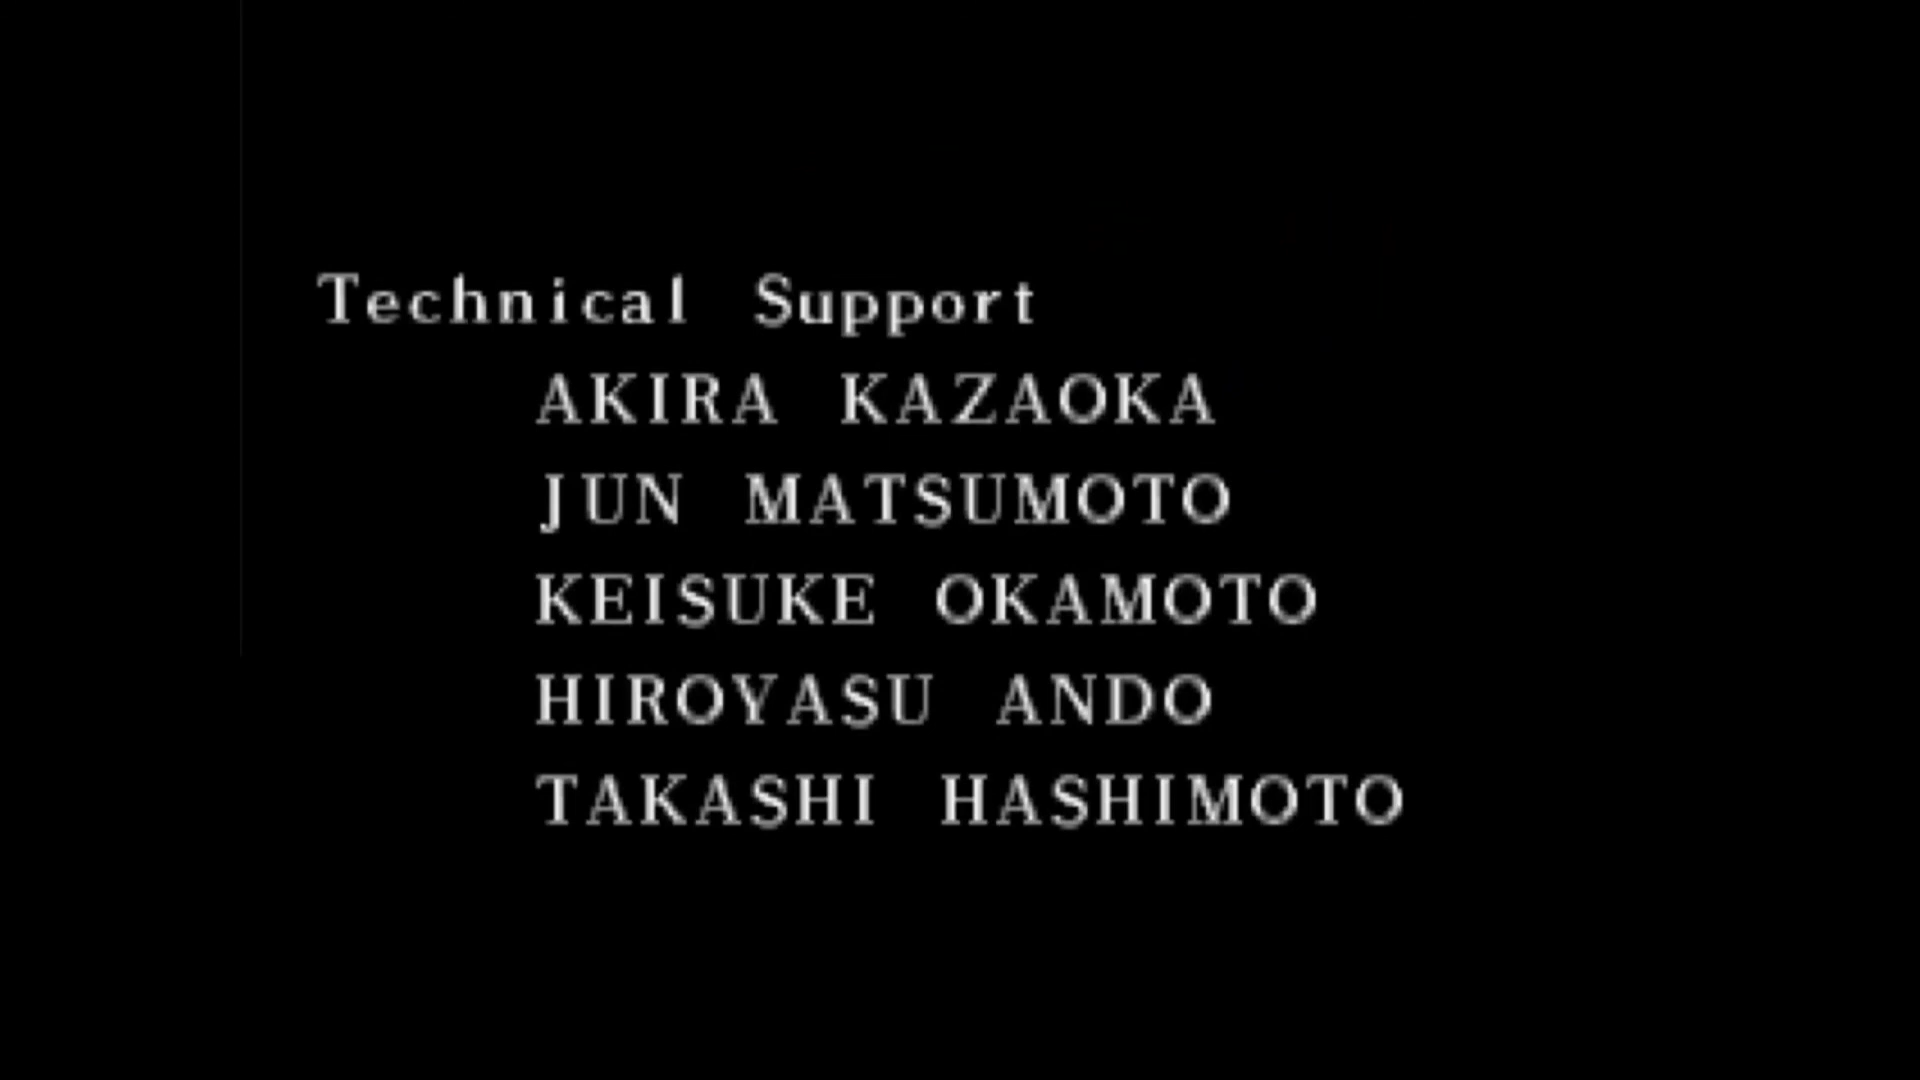 Technical Support
AKIRA KAZAOKA
JUN MATSUMOTO
KEISUKE OKAMOTO
HIROYASU ANDO
TAKASHI HASHIMOTO